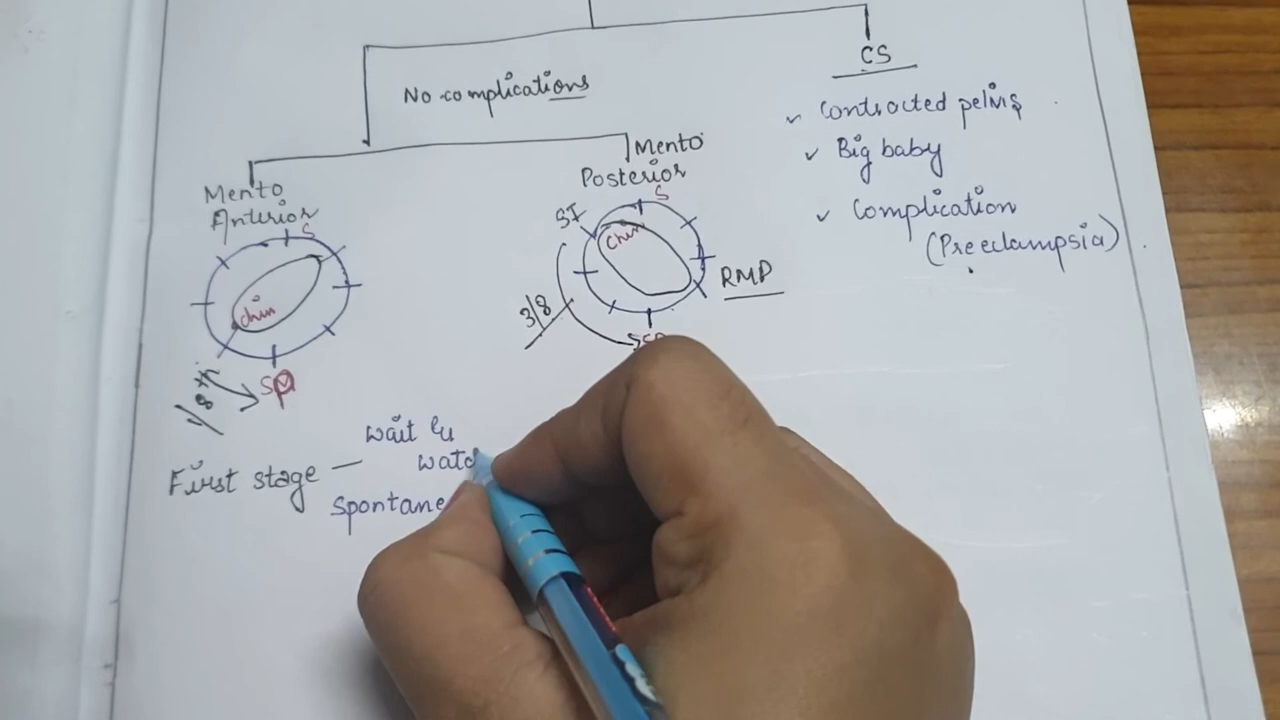 CS
No complications
Contracted pelvis
Big baby
Complication
(Preeclampsia)
Mento
Anterior
S
chin
1/8th
SP
Mento
Posterior
S
SI
chin
RMP
3/8
First stage —
wait &
watc
spontane